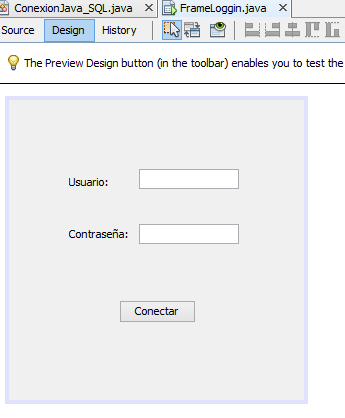 ConexionJava_SQL.java × FrameLoggin.java ×
Source Design History
The Preview Design button (in the toolbar) enables you to test the
Usuario:
Contraseña:
Conectar